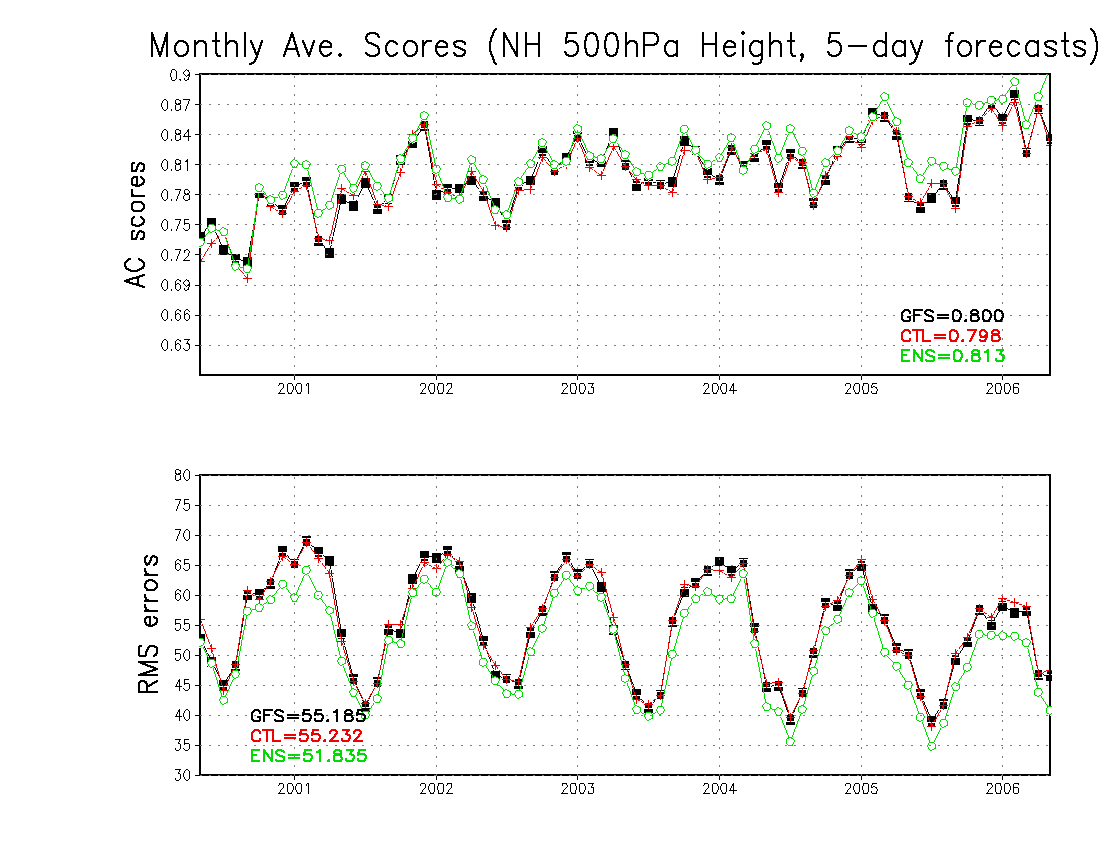 Monthly Ave. Scores (NH 500hPa Height, 5-day forecasts)
AC scores
0.9
0.87
0.84
0.81
0.78
0.75
0.72
0.69
0.66
0.63
GFS=0.800
CTL=0.798
ENS=0.813
2001 2002 2003 2004 2005 2006
RMS errors
80
75
70
65
60
55
50
45
40
35
30
GFS=55.185
CTL=55.232
ENS=51.835
2001 2002 2003 2004 2005 2006